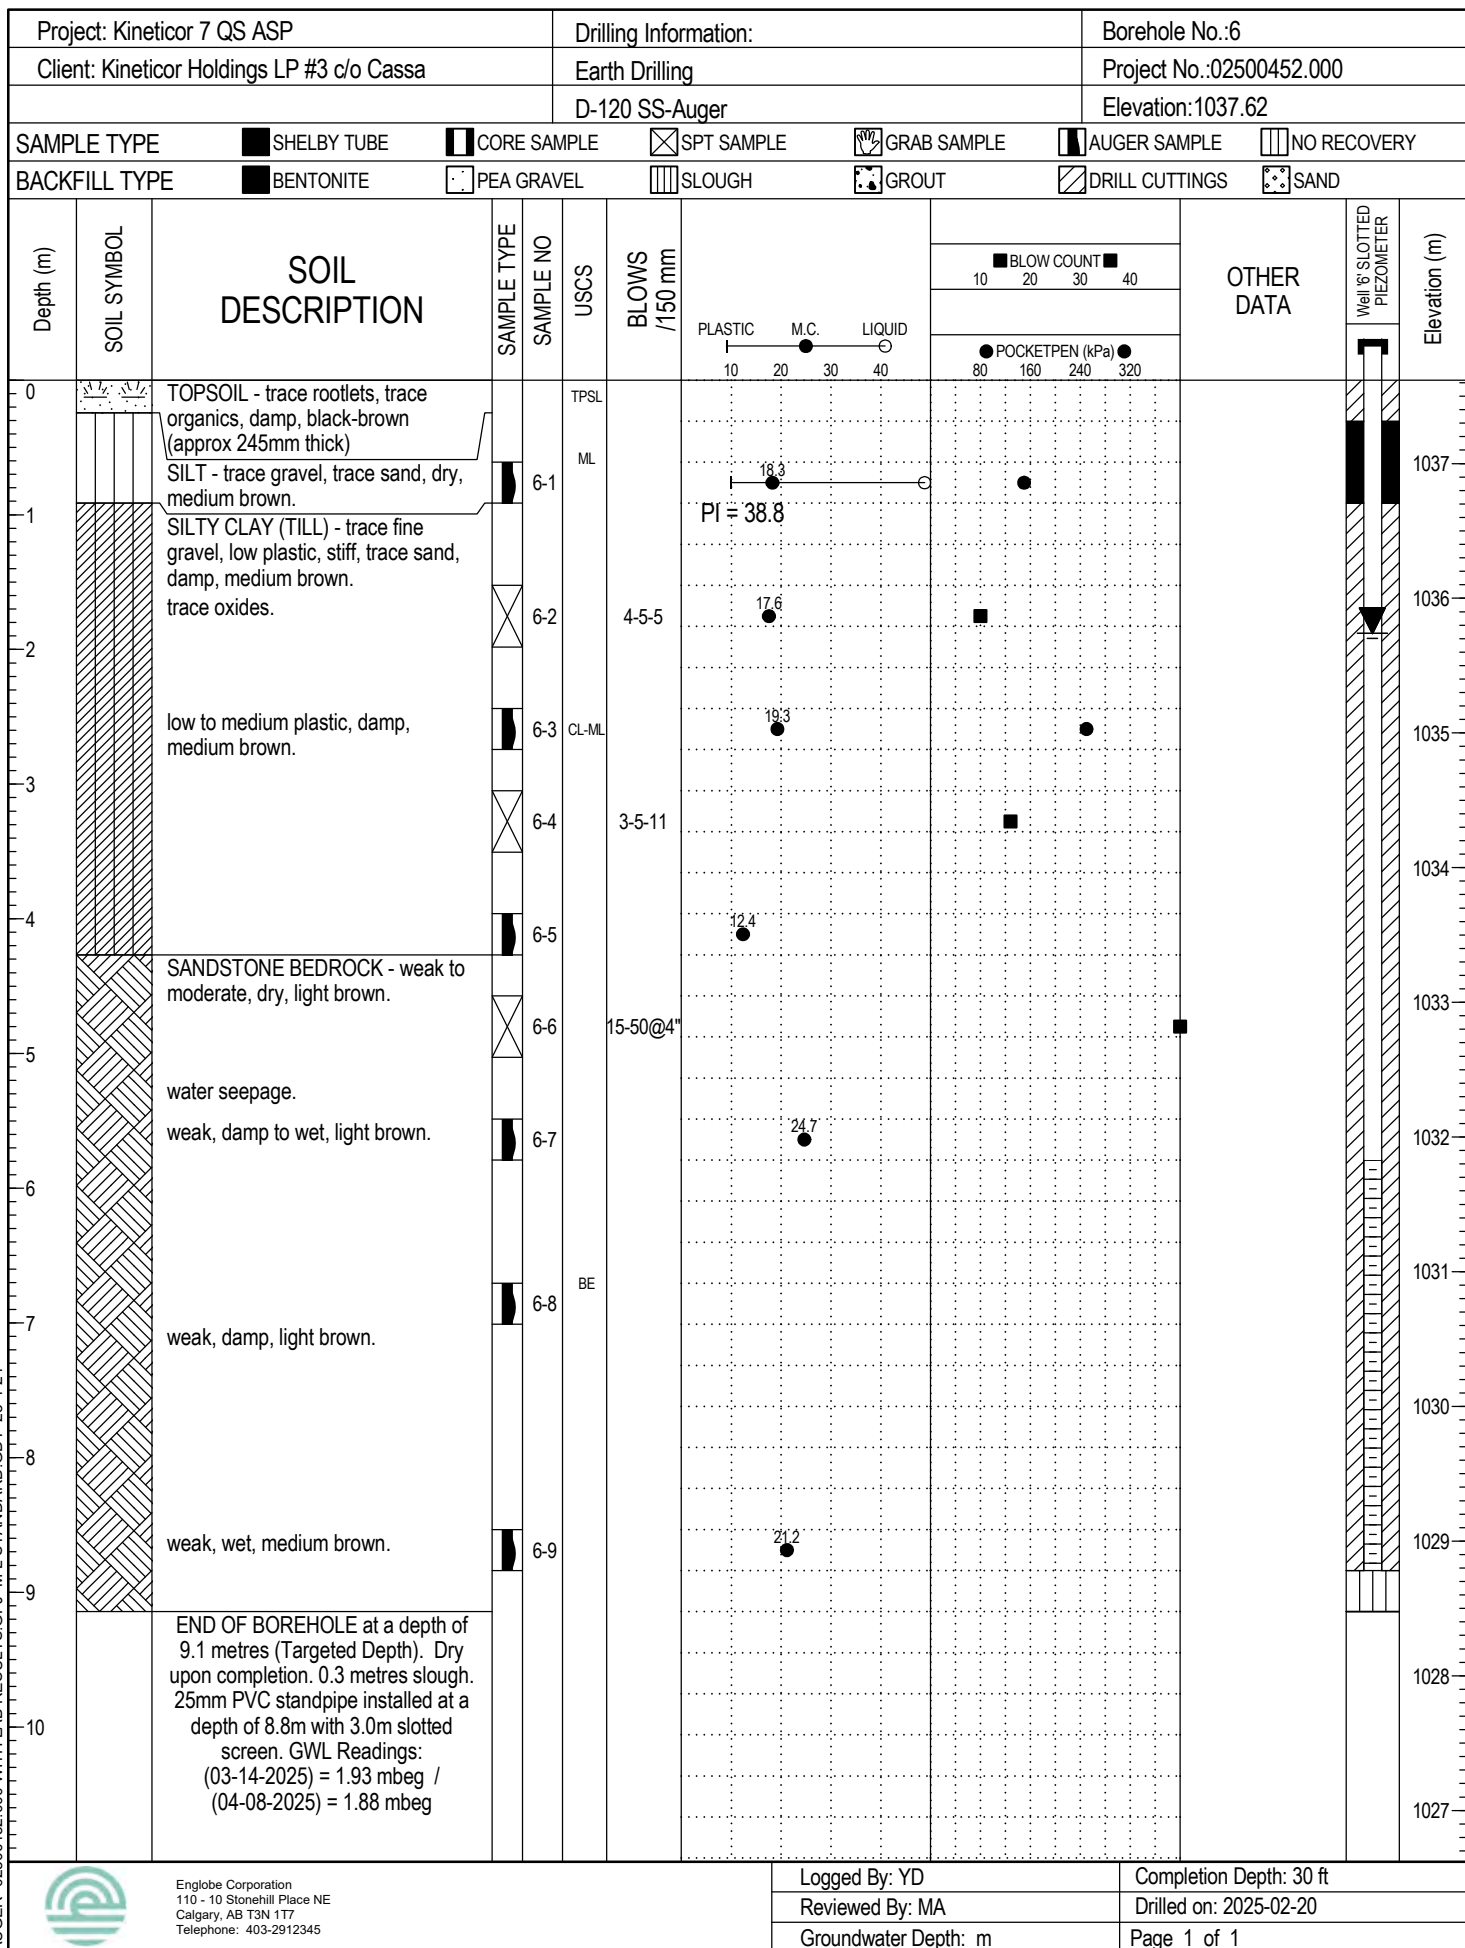 Project: Kineticor 7 QS ASP
Drilling Information:
Borehole No.:6
Client: Kineticor Holdings LP #3 c/o Cassa
Earth Drilling
Project No.:02500452.000
D-120 SS-Auger
Elevation:1037.62
SAMPLE TYPE
SHELBY TUBE
CORE SAMPLE
SPT SAMPLE
GRAB SAMPLE
AUGER SAMPLE
NO RECOVERY
BACKFILL TYPE
BENTONITE
PEA GRAVEL
SLOUGH
GROUT
DRILL CUTTINGS
SAND
Depth (m)
SOIL SYMBOL
SOIL
DESCRIPTION
SAMPLE TYPE
SAMPLE NO
USCS
BLOWS
/150 mm
PLASTIC M.C. LIQUID
10 20 30 40
BLOW COUNT
10 20 30 40
POCKETPEN (kPa)
80 160 240 320
OTHER
DATA
Well '6' SLOTTED
PIEZOMETER
Elevation (m)
0
1
2
3
4
5
6
7
8
9
10
TOPSOIL - trace rootlets, trace
organics, damp, black-brown
(approx 245mm thick)
SILT - trace gravel, trace sand, dry,
medium brown.
SILTY CLAY (TILL) - trace fine
gravel, low plastic, stiff, trace sand,
damp, medium brown.
trace oxides.
low to medium plastic, damp,
medium brown.
SANDSTONE BEDROCK - weak to
moderate, dry, light brown.
water seepage.
weak, damp to wet, light brown.
weak, damp, light brown.
weak, wet, medium brown.
END OF BOREHOLE at a depth of
9.1 metres (Targeted Depth). Dry
upon completion. 0.3 metres slough.
25mm PVC standpipe installed at a
depth of 8.8m with 3.0m slotted
screen. GWL Readings:
(03-14-2025) = 1.93 mbeg /
(04-08-2025) = 1.88 mbeg
6-1
6-2
6-3
6-4
6-5
6-6
6-7
6-8
6-9
TPSL
ML
CL-ML
BE
4-5-5
3-5-11
15-50@4"
18.3
PI = 38.8
17.6
19.3
12.4
24.7
21.2
1037
1036
1035
1034
1033
1032
1031
1030
1029
1028
1027
Englobe Corporation
110 - 10 Stonehill Place NE
Calgary, AB T3N 1T7
Telephone: 403-2912345
Logged By: YD
Completion Depth: 30 ft
Reviewed By: MA
Drilled on: 2025-02-20
Groundwater Depth: m
Page 1 of 1